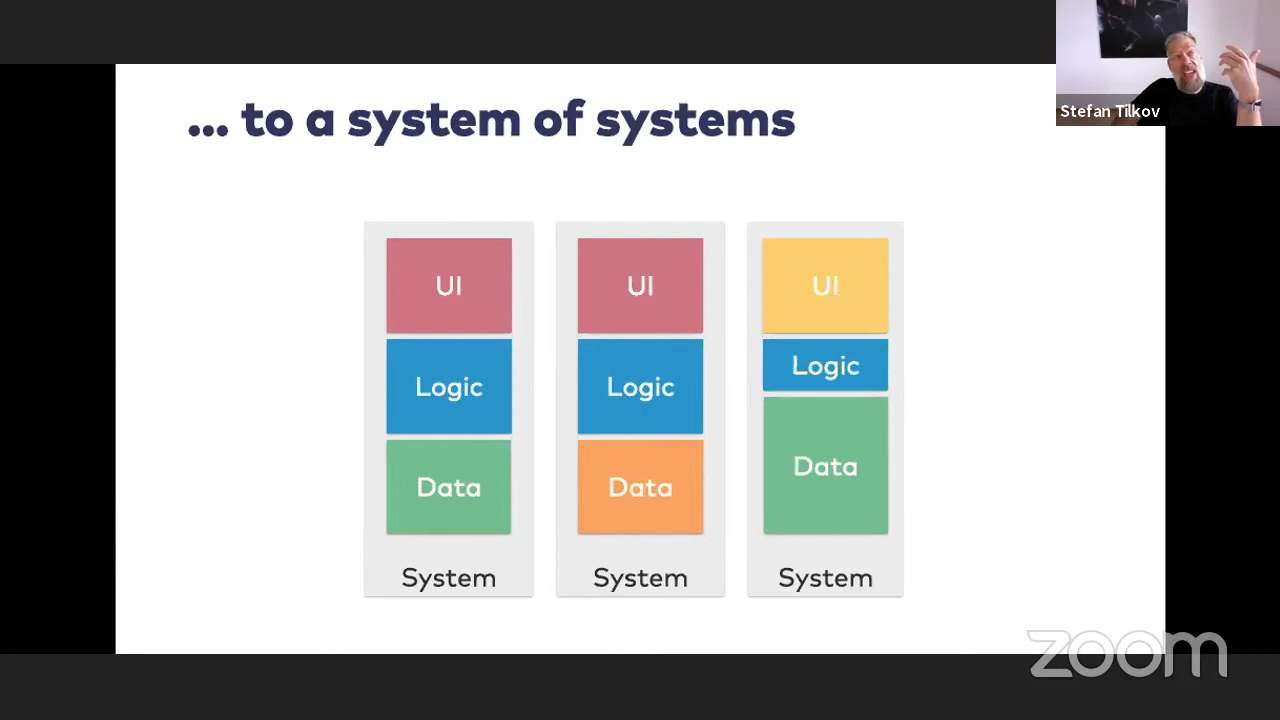 ... to a system of systems
Stefan Tilkov
UI
UI
UI
Logic
Logic
Logic
Data
Data
Data
System
System
System
zoom